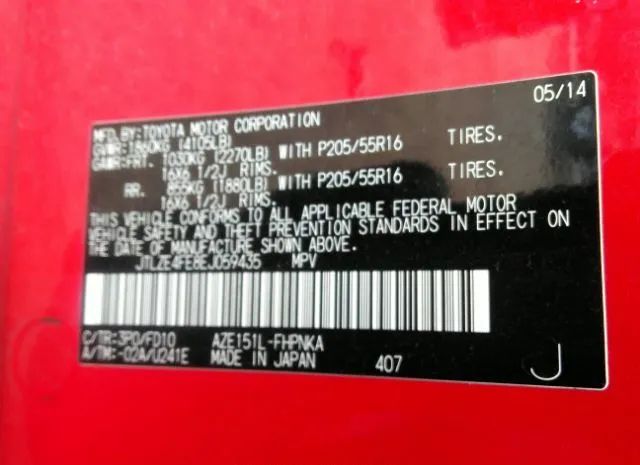 05/14
MFD.BY:TOYOTA MOTOR CORPORATION
GVWR:1860KG (4105LB)
GAWR:FRT. 1030KG (2270LB) WITH P205/55R16 TIRES.
16X6 1/2J RIMS.
RR. 855KG (1880LB) WITH P205/55R16 TIRES.
16X6 1/2J RIMS.
THIS VEHICLE CONFORMS TO ALL APPLICABLE FEDERAL MOTOR
VEHICLE SAFETY AND THEFT PREVENTION STANDARDS IN EFFECT ON
THE DATE OF MANUFACTURE SHOWN ABOVE.
JTLZE4FE8EJ059435 MPV
C/TR:3P0/FD10 AZE151L-FHPNKA
A/TM:-02A/U241E MADE IN JAPAN 407
J